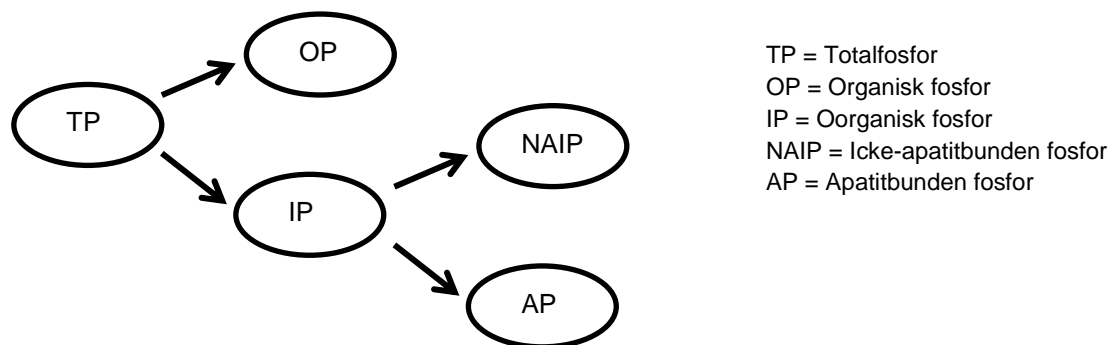 OP
TP
NAIP
IP
AP
TP = Totalfosfor
OP = Organisk fosfor
IP = Oorganisk fosfor
NAIP = Icke-apatitbunden fosfor
AP = Apatitbunden fosfor